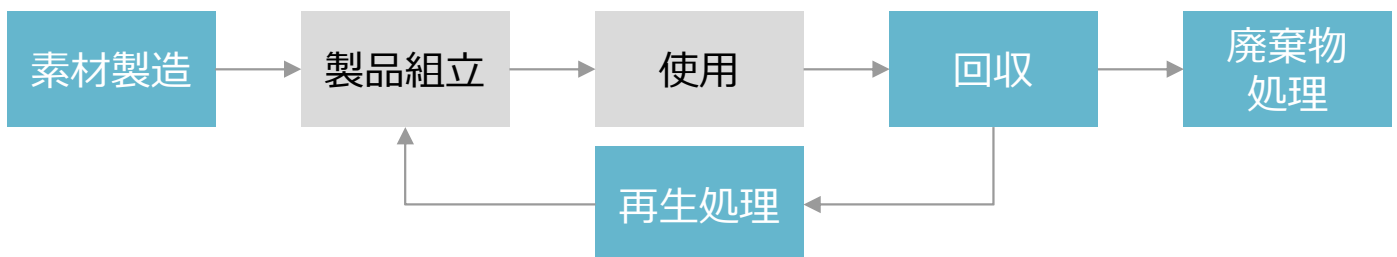 素材製造
製品組立
使用
回収
廃棄物
処理
再生処理